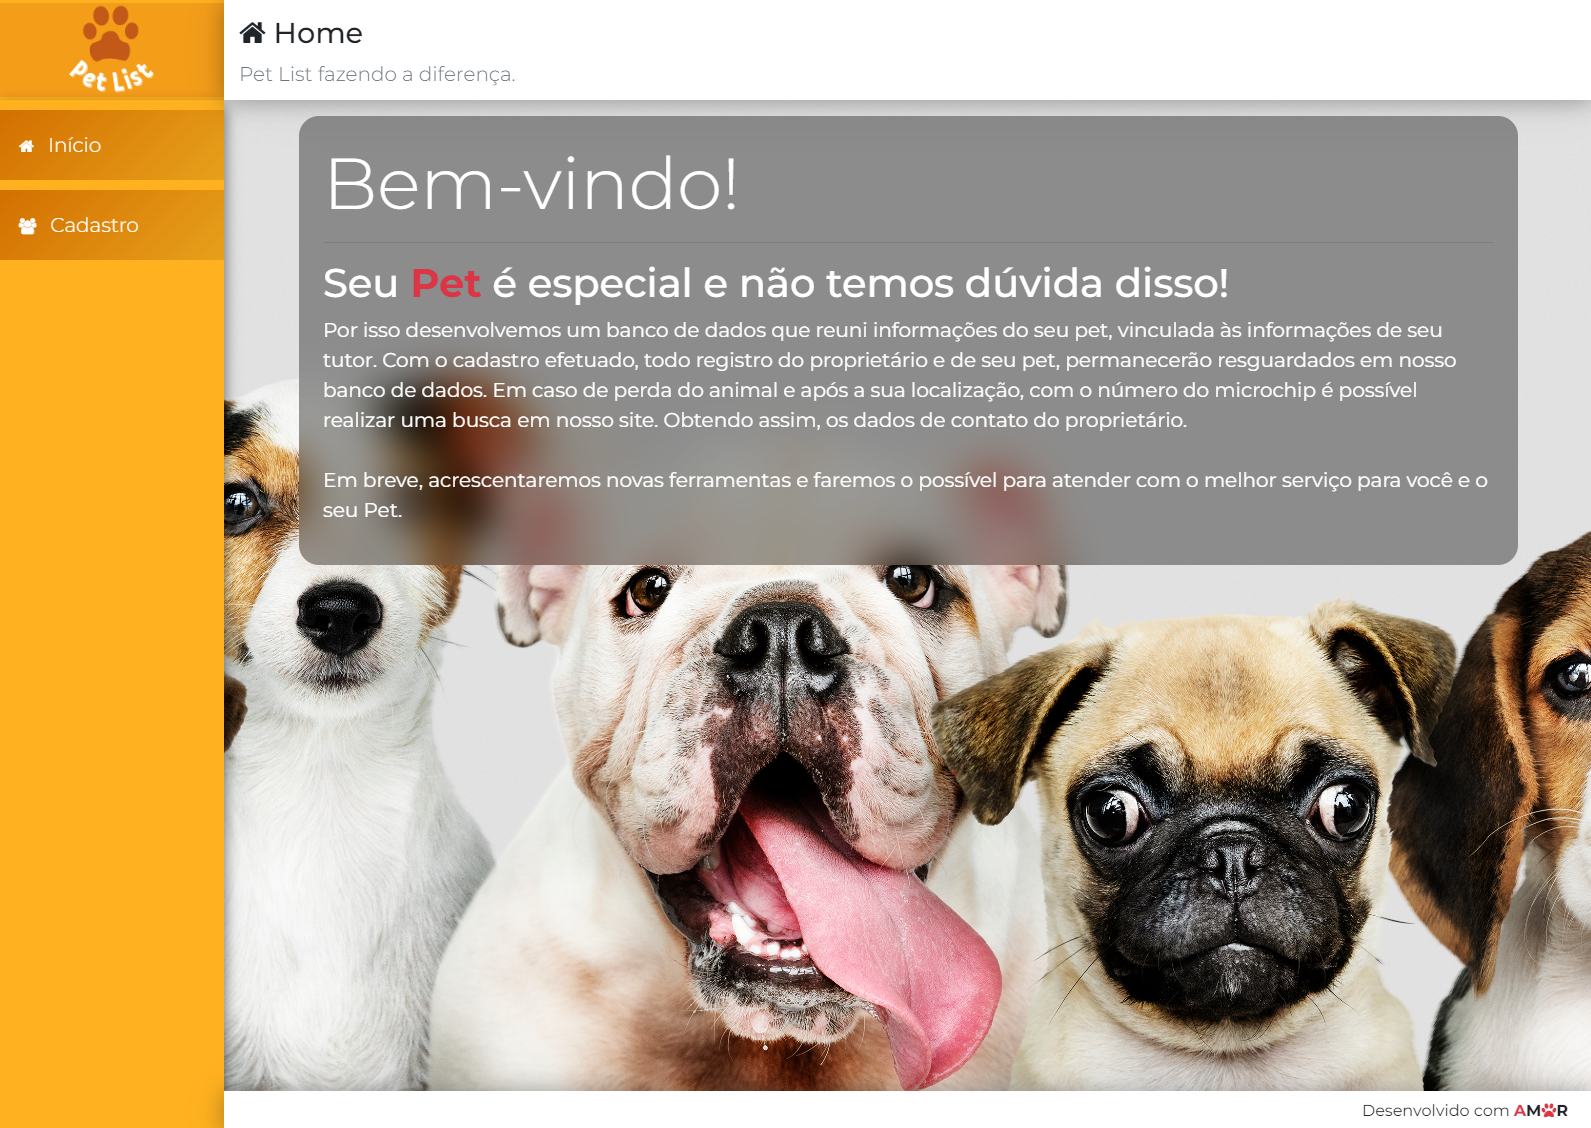 Pet List
Home
Pet List fazendo a diferença.
Início
Cadastro
Bem-vindo!
Seu Pet é especial e não temos dúvida disso!
Por isso desenvolvemos um banco de dados que reuni informações do seu pet, vinculada às informações de seu
tutor. Com o cadastro efetuado, todo registro do proprietário e de seu pet, permanecerão resguardados em nosso
banco de dados. Em caso de perda do animal e após a sua localização, com o número do microchip é possível
realizar uma busca em nosso site. Obtendo assim, os dados de contato do proprietário.
Em breve, acrescentaremos novas ferramentas e faremos o possível para atender com o melhor serviço para você e o
seu Pet.
Desenvolvido com AMOR